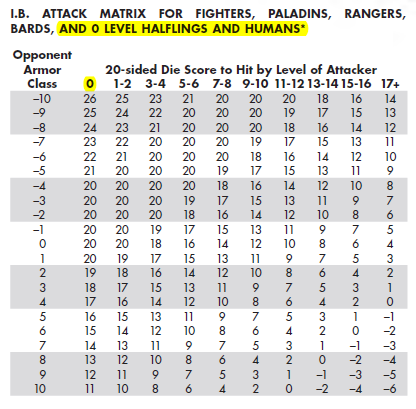 I.B. ATTACK MATRIX FOR FIGHTERS, PALADINS, RANGERS,
BARDS, AND 0 LEVEL HALFLINGS AND HUMANS*
Opponent
Armor 20-sided Die Score to Hit by Level of Attacker
Class 0 1-2 3-4 5-6 7-8 9-10 11-12 13-14 15-16 17+
–10 26 25 23 21 20 20 20 18 16 14
–9 25 24 22 20 20 20 19 17 15 13
–8 24 23 21 20 20 20 18 16 14 12
–7 23 22 20 20 20 19 17 15 13 11
–6 22 21 20 20 20 18 16 14 12 10
–5 21 20 20 20 19 17 15 13 11 9
–4 20 20 20 20 18 16 14 12 10 8
–3 20 20 20 19 17 15 13 11 9 7
–2 20 20 20 18 16 14 12 10 8 6
–1 20 20 19 17 15 13 11 9 7 5
0 20 20 18 16 14 12 10 8 6 4
1 20 19 17 15 13 11 9 7 5 3
2 19 18 16 14 12 10 8 6 4 2
3 18 17 15 13 11 9 7 5 3 1
4 17 16 14 12 10 8 6 4 2 0
5 16 15 13 11 9 7 5 3 1 –1
6 15 14 12 10 8 6 4 2 0 –2
7 14 13 11 9 7 5 3 1 –1 –3
8 13 12 10 8 6 4 2 0 –2 –4
9 12 11 9 7 5 3 1 –1 –3 –5
10 11 10 8 6 4 2 0 –2 –4 –6